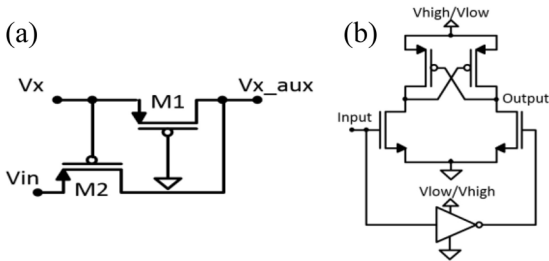 (a)
Vx
M1
Vx_aux
Vin
M2
(b)
Vhigh/Vlow
Input
Output
Vlow/Vhigh